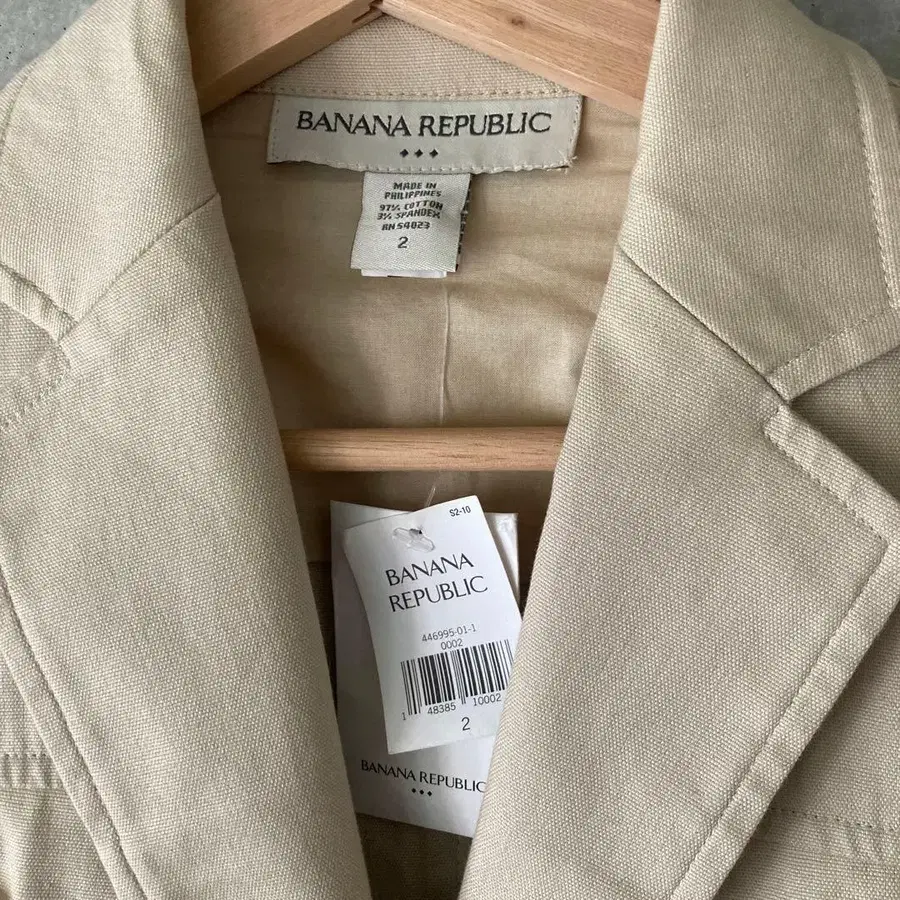 BANANA REPUBLIC
MADE IN
PHILIPPINES
97% COTTON
3% SPANDEX
RN 54023
2
S2-10
BANANA
REPUBLIC
446995-01-1
0002
1 48385 10002
2
BANANA REPUBLIC